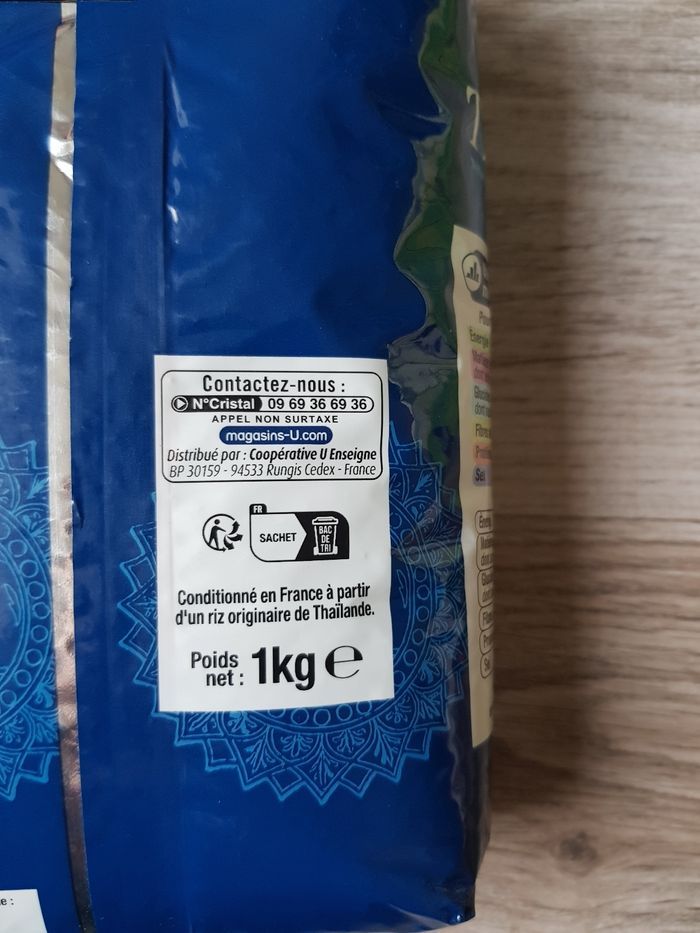 Contactez-nous :
N°Cristal 09 69 36 69 36
APPEL NON SURTAXE
magasins-U.com
Distribué par : Coopérative U Enseigne
BP 30159 - 94533 Rungis Cedex - France
FR
SACHET
BAC
DE
TRI
Conditionné en France à partir
d'un riz originaire de Thaïlande.
Poids
net : 1kg e
Sel